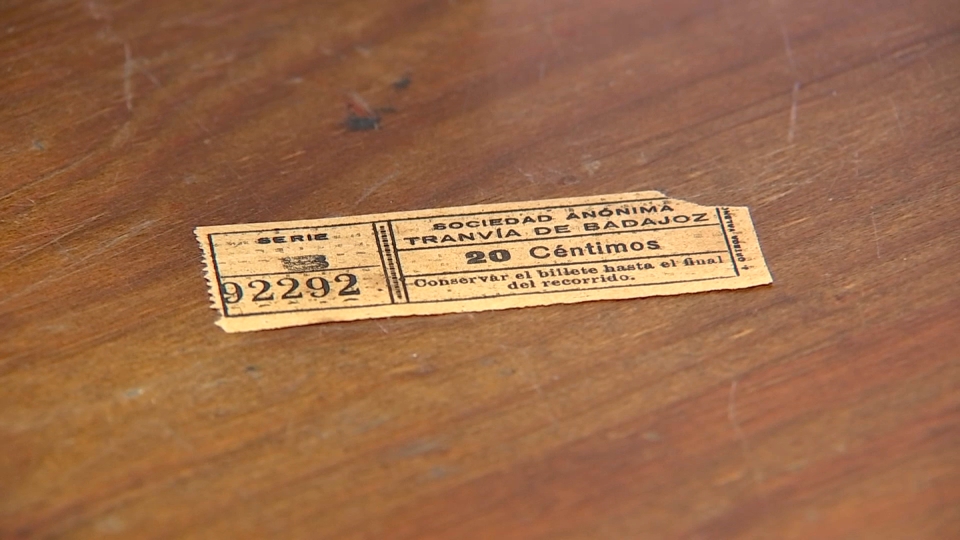 SERIE
B
92292
SOCIEDAD ANÓNIMA
TRANVÍA DE BADAJOZ
20 Céntimos
Conservar el billete hasta el final
del recorrido.